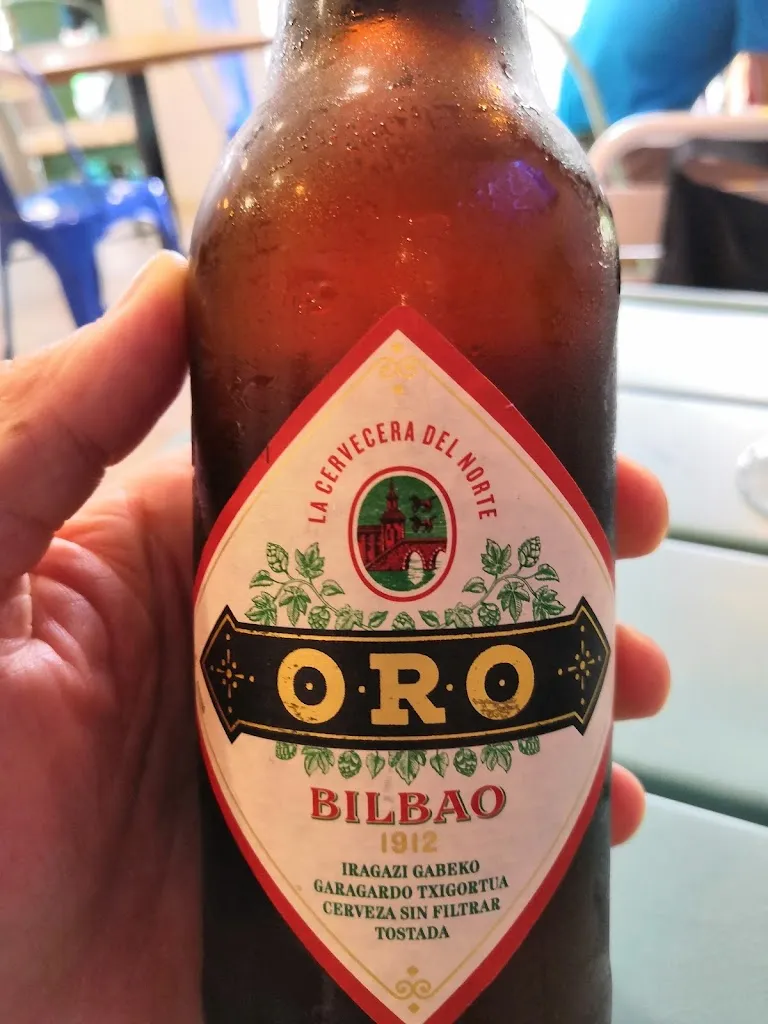 LA CERVECERA DEL NORTE
O·R·O
BILBAO
1912
IRAGAZI GABEKO
GARAGARDO TXIGORTUA
CERVEZA SIN FILTRAR
TOSTADA